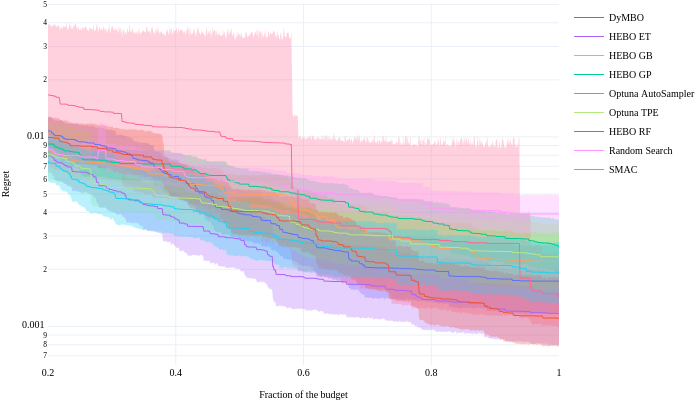 5
4
3
2
0.01
9
8
7
6
5
4
3
2
0.001
9
8
7
Regret
0.2
0.4
0.6
0.8
1
Fraction of the budget
DyMBO
HEBO ET
HEBO GB
HEBO GP
Optuna AutoSampler
Optuna TPE
HEBO RF
Random Search
SMAC